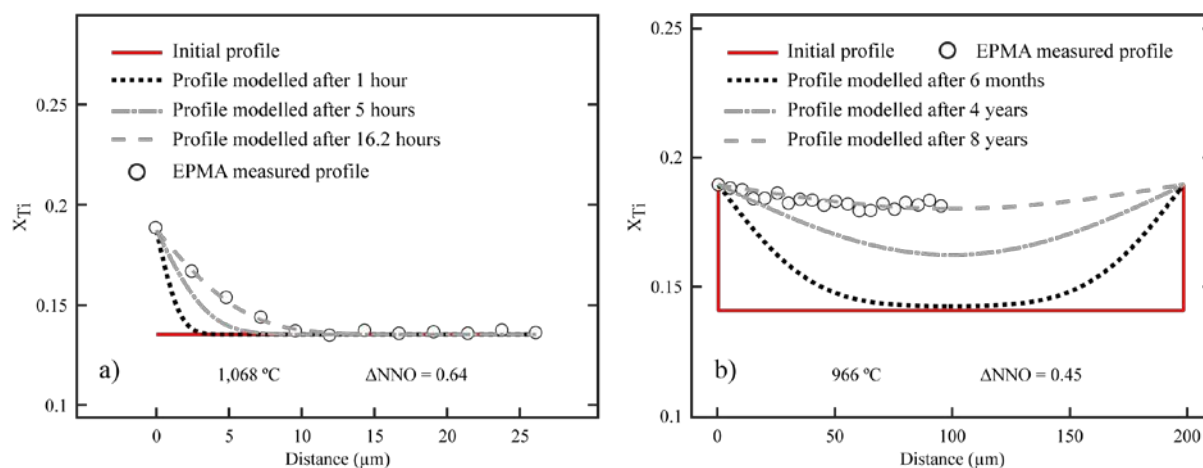 Initial profile
Profile modelled after 1 hour
Profile modelled after 5 hours
Profile modelled after 16.2 hours
EPMA measured profile
0.25
0.2
0.15
0.1
X_Ti
a)
1,068 ºC
ΔNNO = 0.64
0 5 10 15 20 25
Distance (µm)
Initial profile
EPMA measured profile
Profile modelled after 6 months
Profile modelled after 4 years
Profile modelled after 8 years
0.25
0.2
0.15
0.1
X_Ti
b)
966 ºC
ΔNNO = 0.45
0 50 100 150 200
Distance (µm)